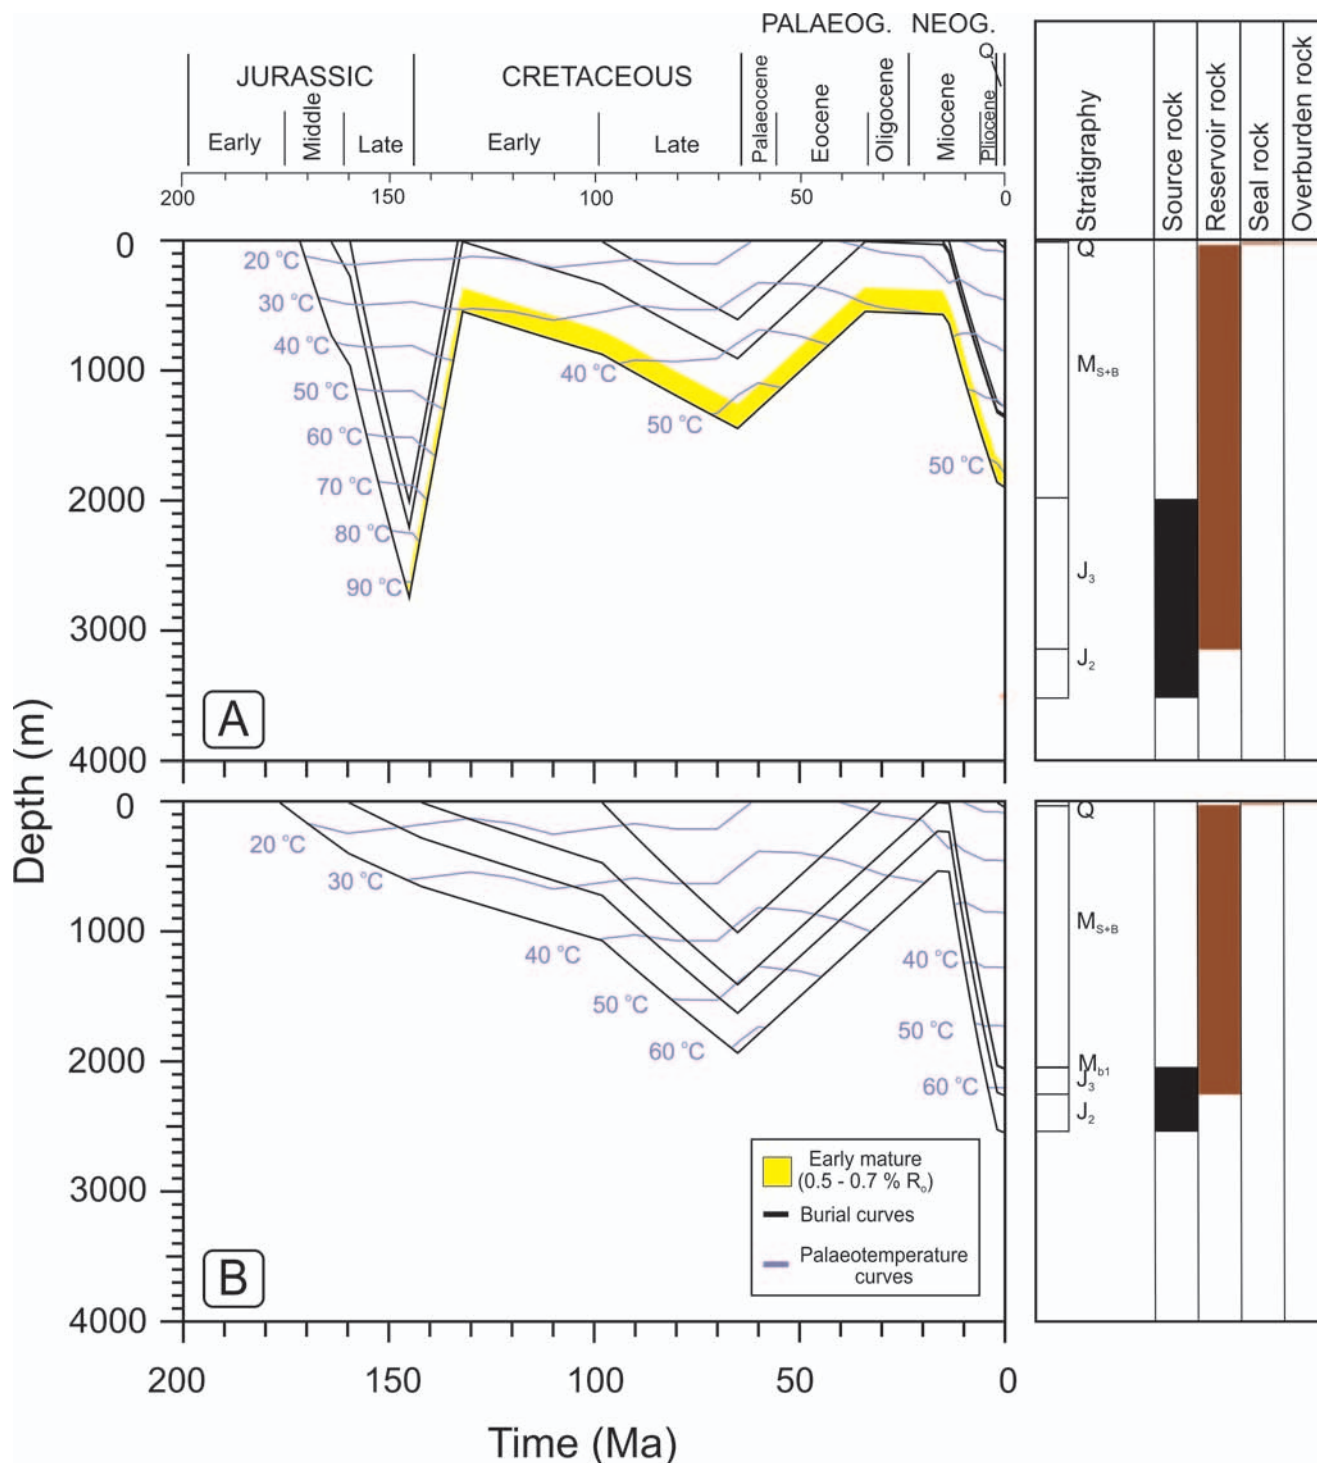 PALAEOG. NEOG.
JURASSIC CRETACEOUS Q
Early Middle Late Early Late Palaeocene Eocene Oligocene Miocene Pliocene
200 150 100 50 0
Stratigraphy Source rock Reservoir rock Seal rock Overburden rock
Depth (m)
0
1000
2000
3000
4000
20 °C
30 °C
40 °C
50 °C
60 °C
70 °C
80 °C
90 °C
40 °C
50 °C
50 °C
A
Q
M S+B
J3
J2
0
1000
2000
3000
4000
20 °C
30 °C
40 °C
50 °C
60 °C
40 °C
50 °C
60 °C
B
Early mature
(0.5 - 0.7 % Ro)
Burial curves
Palaeotemperature
curves
Q
M S+B
M b1
J3
J2
200 150 100 50 0
Time (Ma)